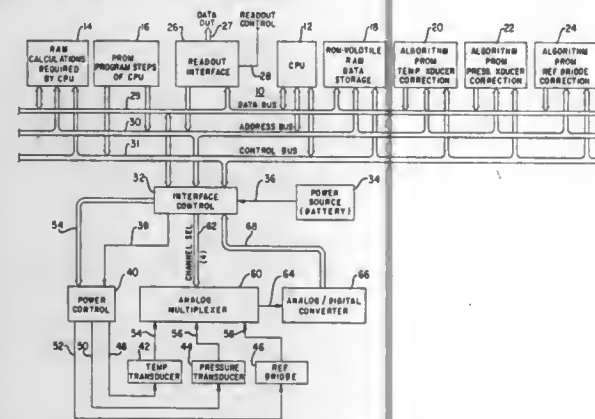 DATA OUT
READOUT CONTROL
14
16
26
27
12
18
20
22
24
RAM CALCULATIONS REQUIRED BY CPU
PROM PROGRAM STEPS OF CPU
READOUT INTERFACE
28
CPU
NON-VOLOTILE RAM DATA STORAGE
ALGORITHM PROM TEMP XDUCER CORRECTION
ALGORITHM PROM PRESS. XDUCER CORRECTION
ALGORITHM PROM REF BRIDGE CORRECTION
10
29
DATA BUS
30
ADDRESS BUS
31
CONTROL BUS
32
36
34
INTERFACE CONTROL
POWER SOURCE (BATTERY)
54
39
62
68
CHANNEL SEL (4)
40
60
64
66
POWER CONTROL
ANALOG MULTIPLEXER
ANALOG / DIGITAL CONVERTER
52
50
48
54
56
58
42
44
46
TEMP TRANSDUCER
PRESSURE TRANSDUCER
REF BRIDGE